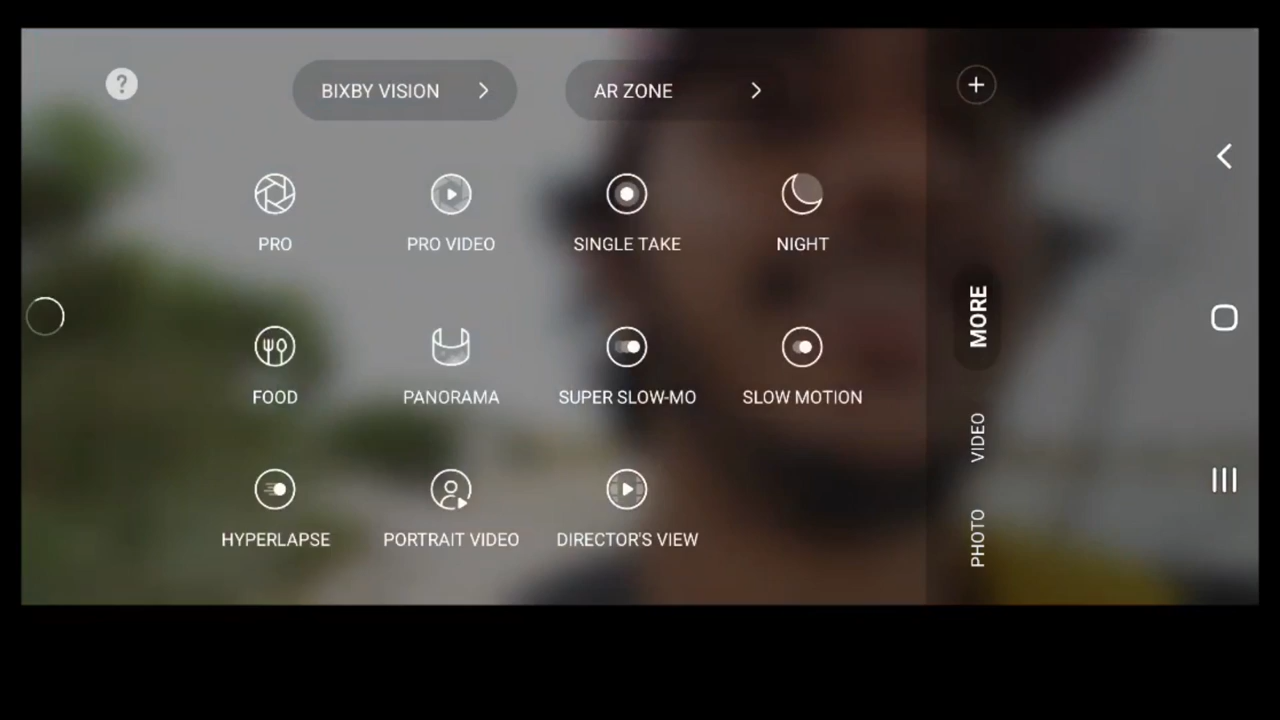 ?
BIXBY VISION
AR ZONE
PRO
PRO VIDEO
SINGLE TAKE
NIGHT
FOOD
PANORAMA
SUPER SLOW-MO
SLOW MOTION
HYPERLAPSE
PORTRAIT VIDEO
DIRECTOR'S VIEW
MORE
VIDEO
PHOTO